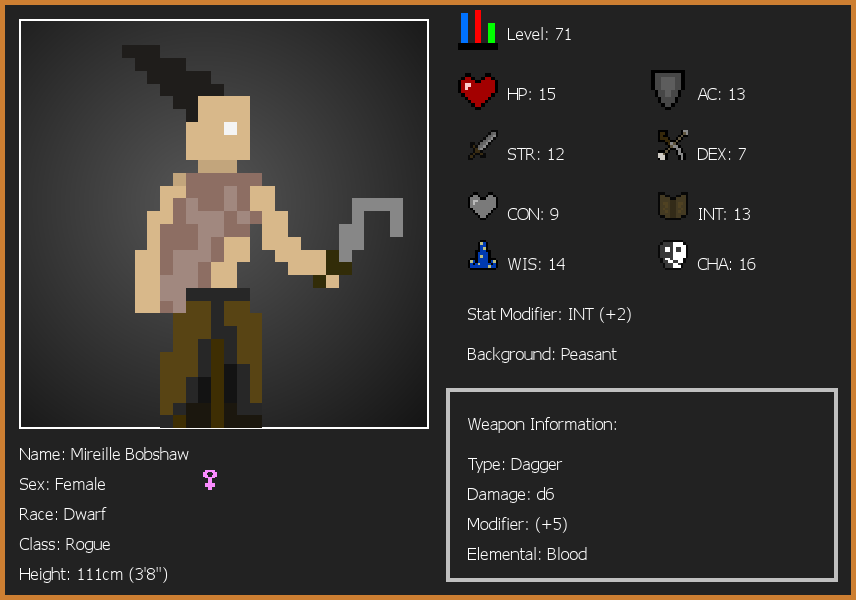 Level: 71
HP: 15
AC: 13
STR: 12
DEX: 7
CON: 9
INT: 13
WIS: 14
CHA: 16
Stat Modifier: INT (+2)
Background: Peasant
Weapon Information:
Type: Dagger
Damage: d6
Modifier: (+5)
Elemental: Blood
Name: Mireille Bobshaw
Sex: Female
Race: Dwarf
Class: Rogue
Height: 111cm (3'8")